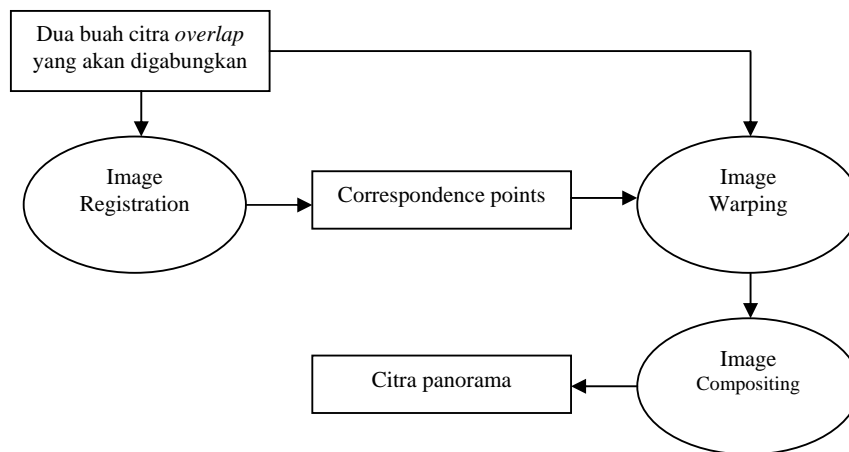 Dua buah citra overlap
yang akan digabungkan
Image
Registration
Correspondence points
Image
Warping
Image
Compositing
Citra panorama